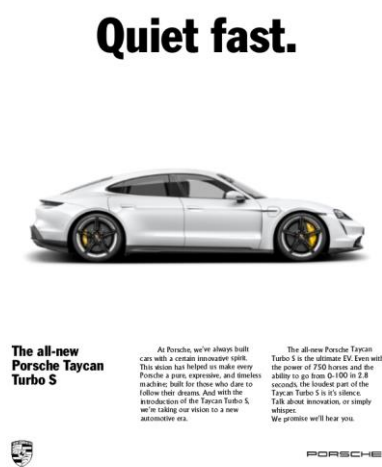 Quiet fast.
The all-new
Porsche Taycan
Turbo S
At Porsche, we've always built
cars with a certain innovative spirit.
This vision has helped us make every
Porsche a pure, expressive, and timeless
machine; built for those who dare to
follow their dreams. And with the
introduction of the Taycan Turbo S,
we're taking our vision to a new
automotive era.
The all-new Porsche Taycan
Turbo S is the ultimate EV. Even with
the power of 750 horses and the
ability to go from 0-100 in 2.8
seconds, the loudest part of the
Taycan Turbo S is it's silence.
Talk about innovation, or simply
whisper.
We promise we'll hear you.
PORSCHE